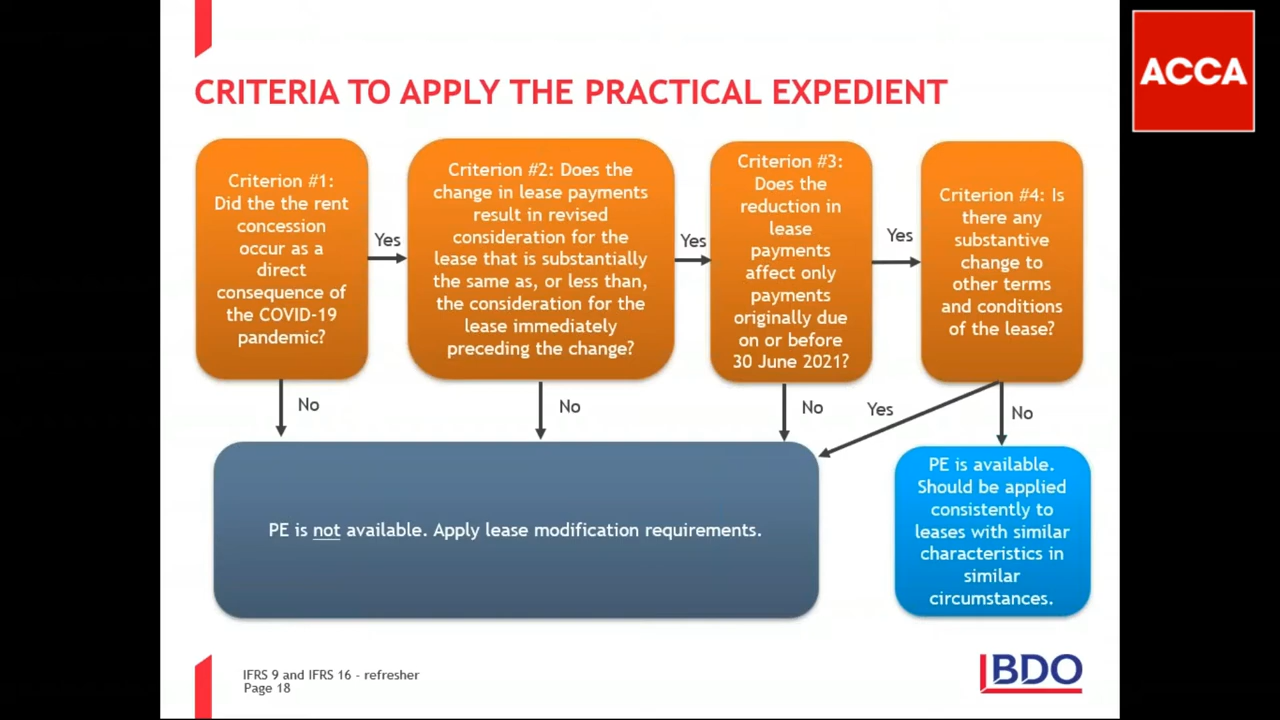 ACCA
CRITERIA TO APPLY THE PRACTICAL EXPEDIENT
Criterion #1:
Did the the rent
concession
occur as a
direct
consequence of
the COVID-19
pandemic?
Yes
Criterion #2: Does the
change in lease payments
result in revised
consideration for the
lease that is substantially
the same as, or less than,
the consideration for the
lease immediately
preceding the change?
Yes
Criterion #3:
Does the
reduction in
lease
payments
affect only
payments
originally due
on or before
30 June 2021?
Yes
Criterion #4: Is
there any
substantive
change to
other terms
and conditions
of the lease?
No
No
No
Yes
No
PE is not available. Apply lease modification requirements.
PE is available.
Should be applied
consistently to
leases with similar
characteristics in
similar
circumstances.
IFRS 9 and IFRS 16 - refresher
Page 18
BDO